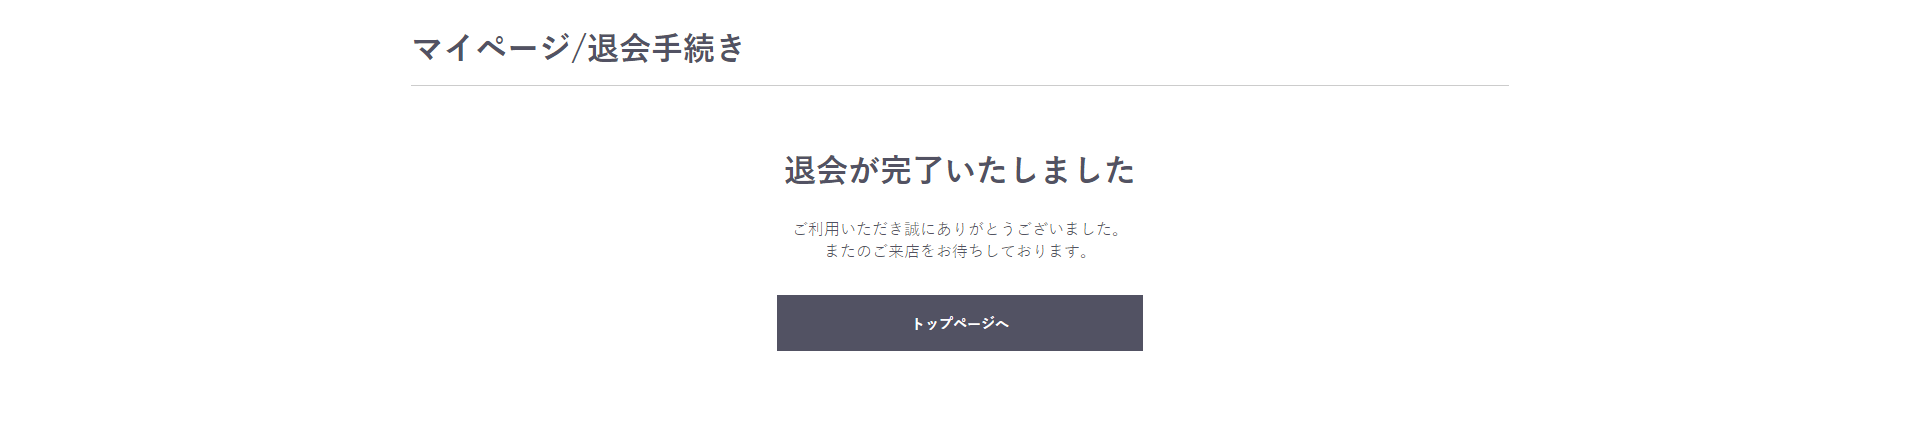 マイページ/退会手続き
退会が完了いたしました
ご利用いただき誠にありがとうございました。
またのご来店をお待ちしております。
トップページへ